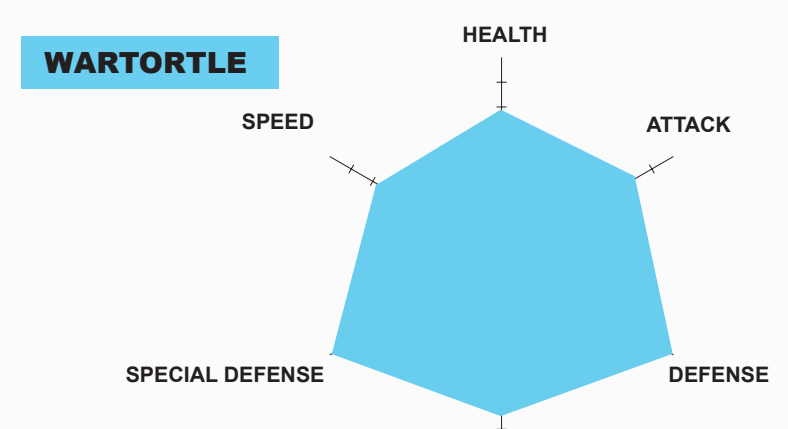 HEALTH
WARTORTLE
SPEED
ATTACK
SPECIAL DEFENSE
DEFENSE